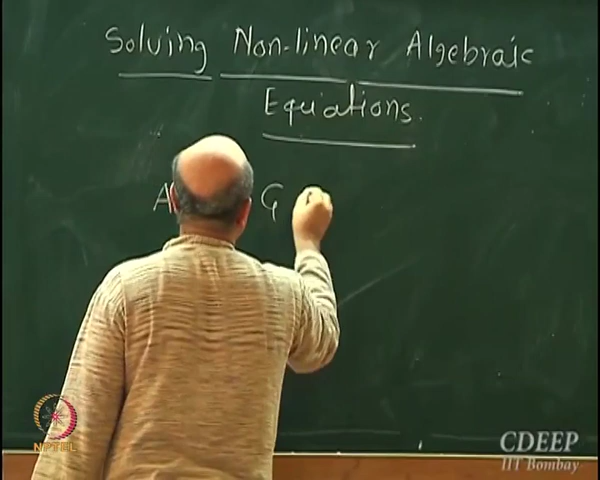 Solving Non-linear Algebraic
Equations.
A G
NPTEL
CDEEP
IIT Bombay